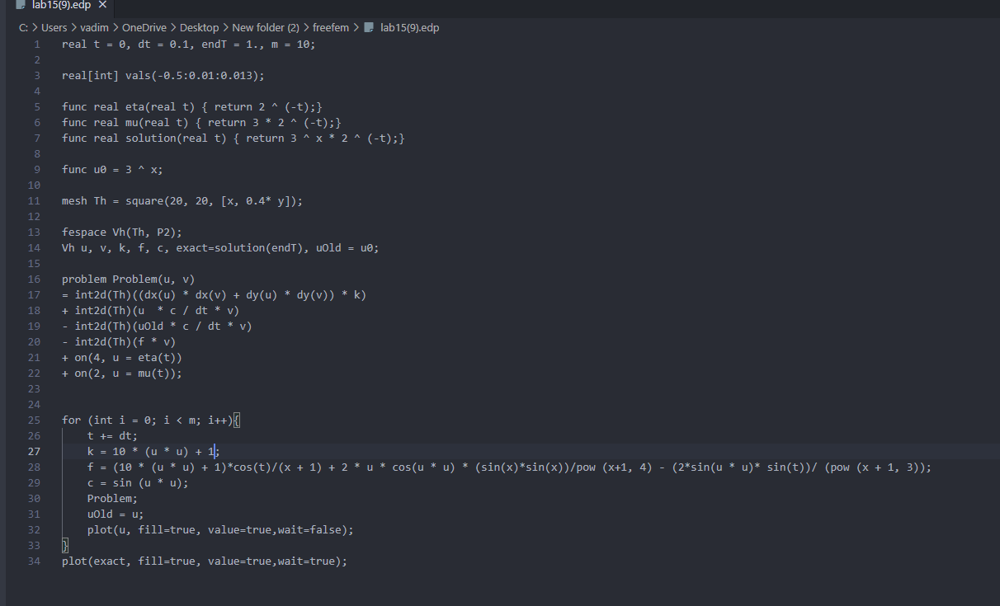 lab15(9).edp ×
C: > Users > vadim > OneDrive > Desktop > New folder (2) > freefem > lab15(9).edp
1 real t = 0, dt = 0.1, endT = 1., m = 10;
2
3 real[int] vals(-0.5:0.01:0.013);
4
5 func real eta(real t) { return 2 ^ (-t);}
6 func real mu(real t) { return 3 * 2 ^ (-t);}
7 func real solution(real t) { return 3 ^ x * 2 ^ (-t);}
8
9 func u0 = 3 ^ x;
10
11 mesh Th = square(20, 20, [x, 0.4* y]);
12
13 fespace Vh(Th, P2);
14 Vh u, v, k, f, c, exact=solution(endT), uOld = u0;
15
16 problem Problem(u, v)
17 = int2d(Th)((dx(u) * dx(v) + dy(u) * dy(v)) * k)
18 + int2d(Th)(u  * c / dt * v)
19 - int2d(Th)(uOld * c / dt * v)
20 - int2d(Th)(f * v)
21 + on(4, u = eta(t))
22 + on(2, u = mu(t));
23
24
25 for (int i = 0; i < m; i++){
26     t += dt;
27     k = 10 * (u * u) + 1;
28     f = (10 * (u * u) + 1)*cos(t)/(x + 1) + 2 * u * cos(u * u) * (sin(x)*sin(x))/pow (x+1, 4) - (2*sin(u * u)* sin(t))/ (pow (x + 1, 3));
29     c = sin (u * u);
30     Problem;
31     uOld = u;
32     plot(u, fill=true, value=true,wait=false);
33 }
34 plot(exact, fill=true, value=true,wait=true);